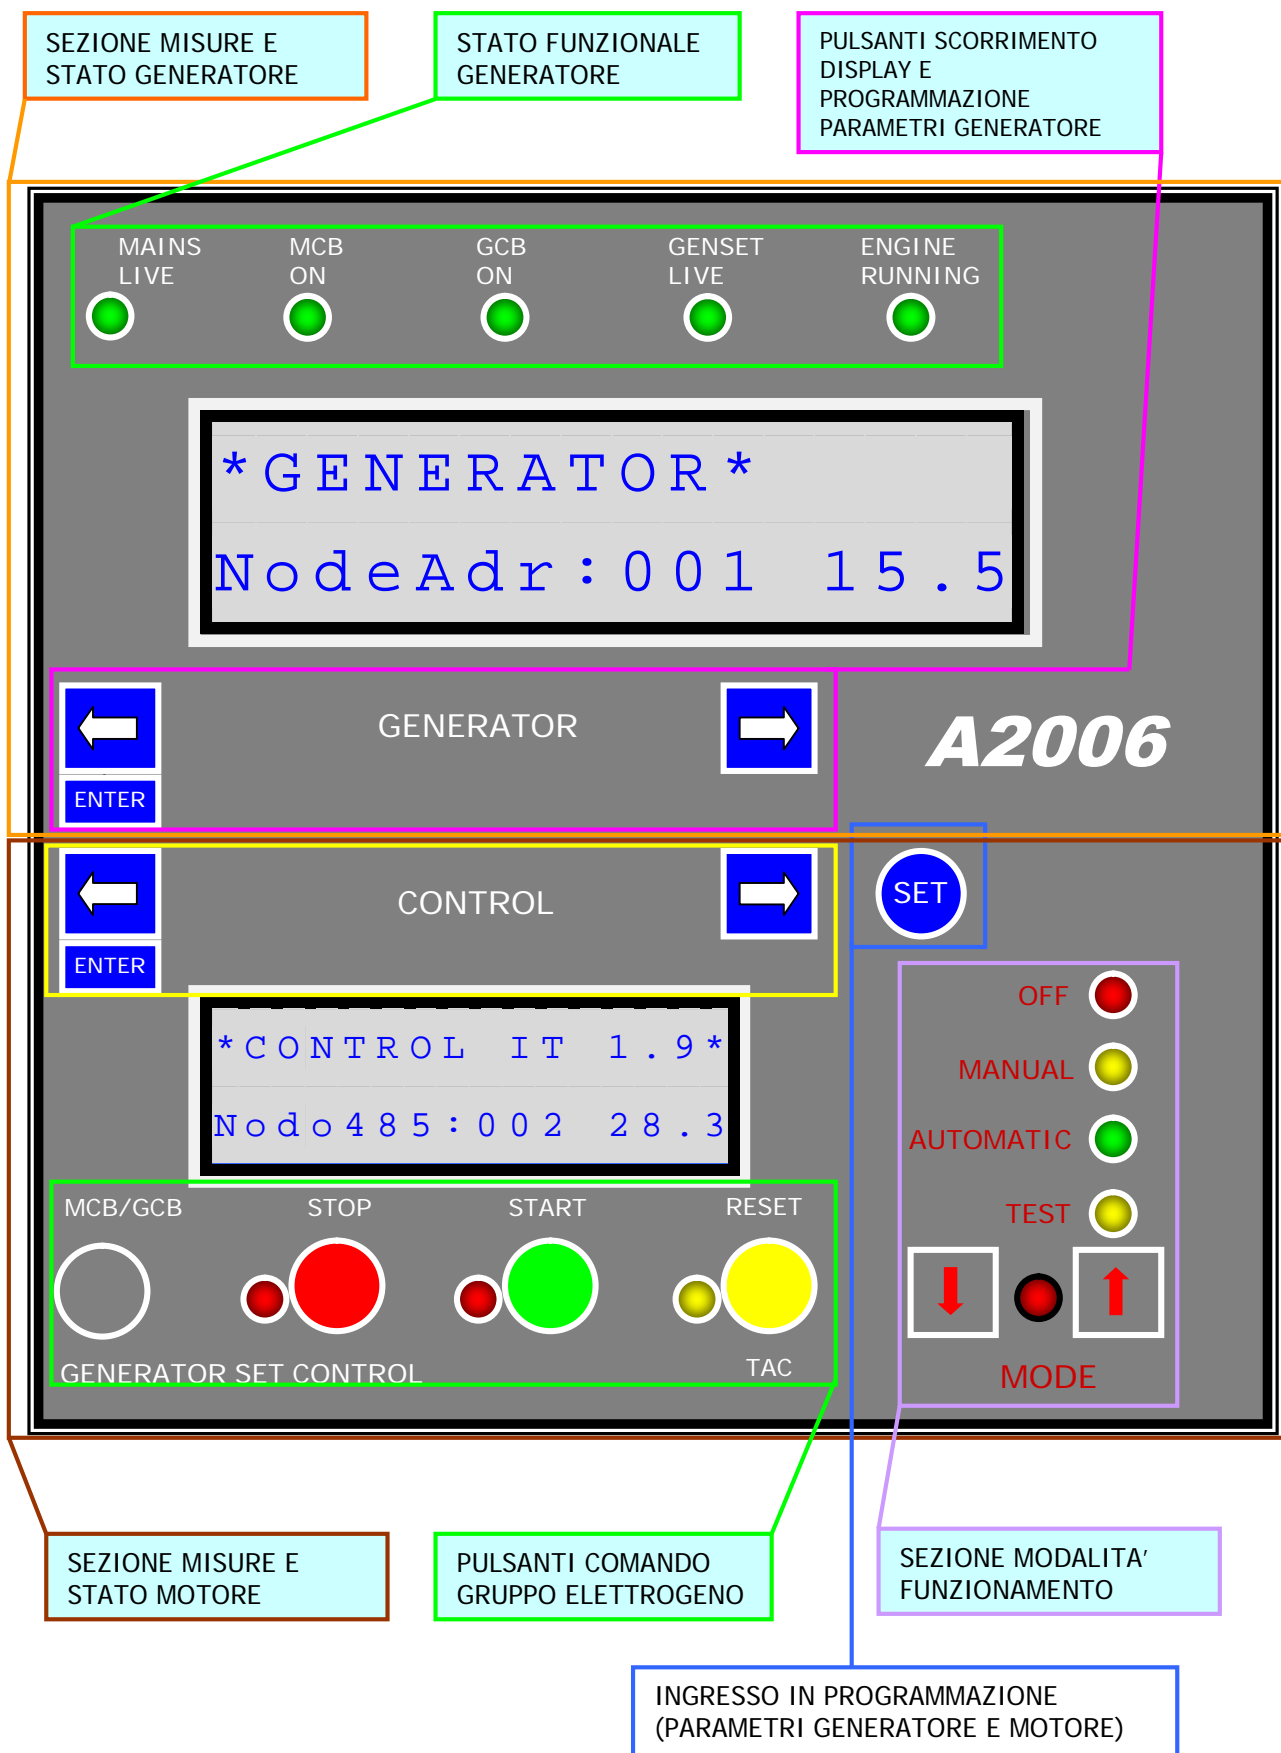 SEZIONE MISURE E
STATO GENERATORE
STATO FUNZIONALE
GENERATORE
PULSANTI SCORRIMENTO
DISPLAY E
PROGRAMMAZIONE
PARAMETRI GENERATORE
MAINS
LIVE
MCB
ON
GCB
ON
GENSET
LIVE
ENGINE
RUNNING
*GENERATOR*
NodeAdr:001 15.5
GENERATOR
A2006
ENTER
CONTROL
SET
ENTER
*CONTROL IT 1.9*
Nodo485:002 28.3
OFF
MANUAL
AUTOMATIC
TEST
MCB/GCB
STOP
START
RESET
GENERATOR SET CONTROL
TAC
MODE
SEZIONE MISURE E
STATO MOTORE
PULSANTI COMANDO
GRUPPO ELETTROGENO
SEZIONE MODALITA'
FUNZIONAMENTO
INGRESSO IN PROGRAMMAZIONE
(PARAMETRI GENERATORE E MOTORE)